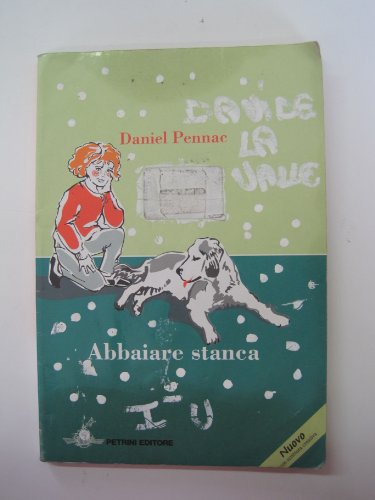 DAVIDE
Daniel Pennac
LA
VALLE
Abbaiare stanca
I-U
PETRINI EDITORE
Nuovo